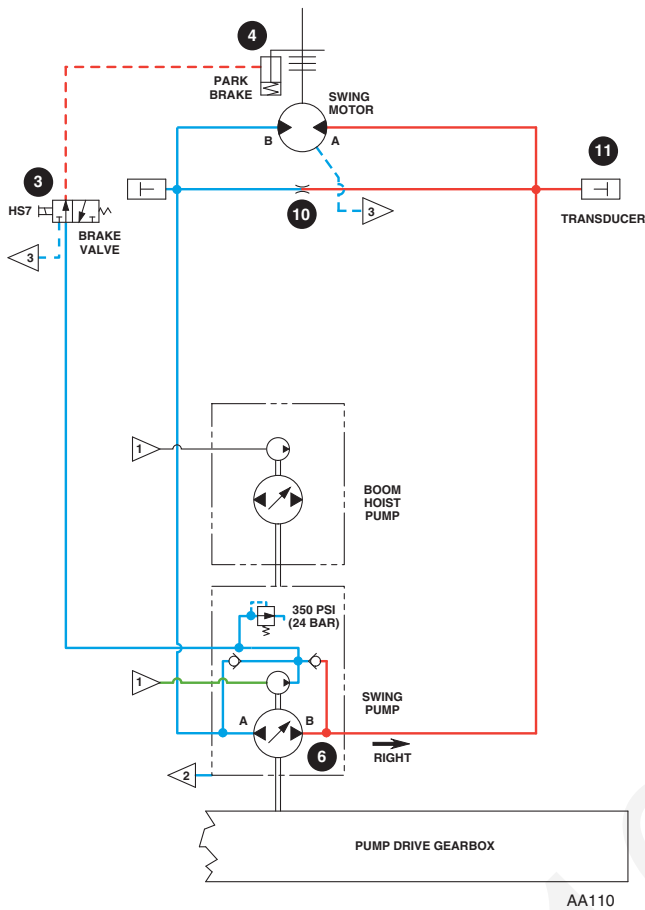 4
PARK
BRAKE
SWING
MOTOR
B
A
3
11
HS7
BRAKE
VALVE
10
3
TRANSDUCER
3
1
BOOM
HOIST
PUMP
350 PSI
(24 BAR)
1
SWING
PUMP
A
B
6
RIGHT
2
PUMP DRIVE GEARBOX
AA110